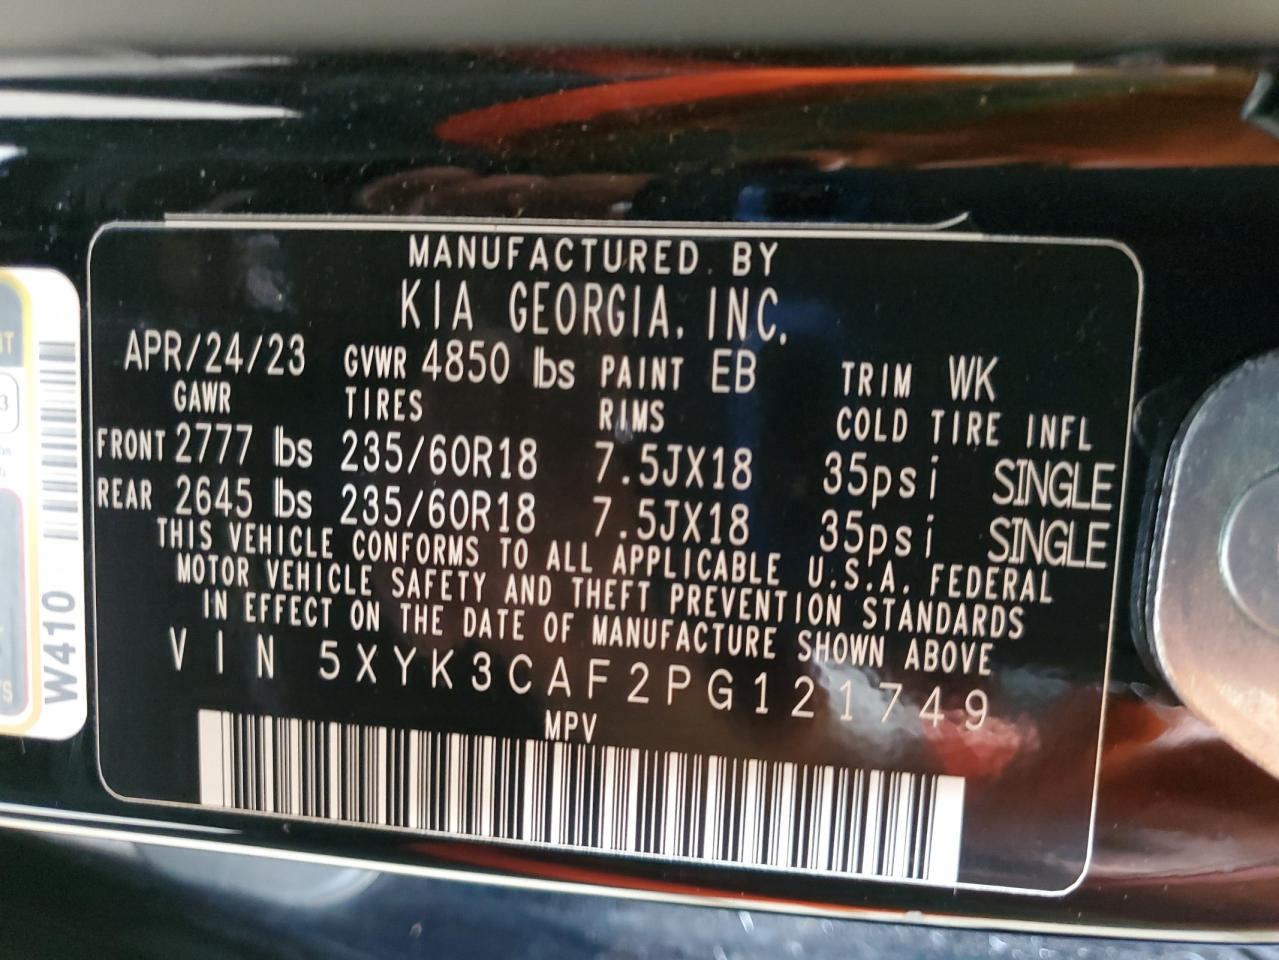 MANUFACTURED BY
KIA GEORGIA, INC.
APR/24/23 GVWR 4850 lbs PAINT EB TRIM WK
GAWR TIRES RIMS COLD TIRE INFL
FRONT 2777 lbs 235/60R18 7.5JX18 35psi SINGLE
REAR 2645 lbs 235/60R18 7.5JX18 35psi SINGLE
THIS VEHICLE CONFORMS TO ALL APPLICABLE U.S.A. FEDERAL
MOTOR VEHICLE SAFETY AND THEFT PREVENTION STANDARDS
IN EFFECT ON THE DATE OF MANUFACTURE SHOWN ABOVE
VIN 5XYK3CAF2PG121749
MPV
W410